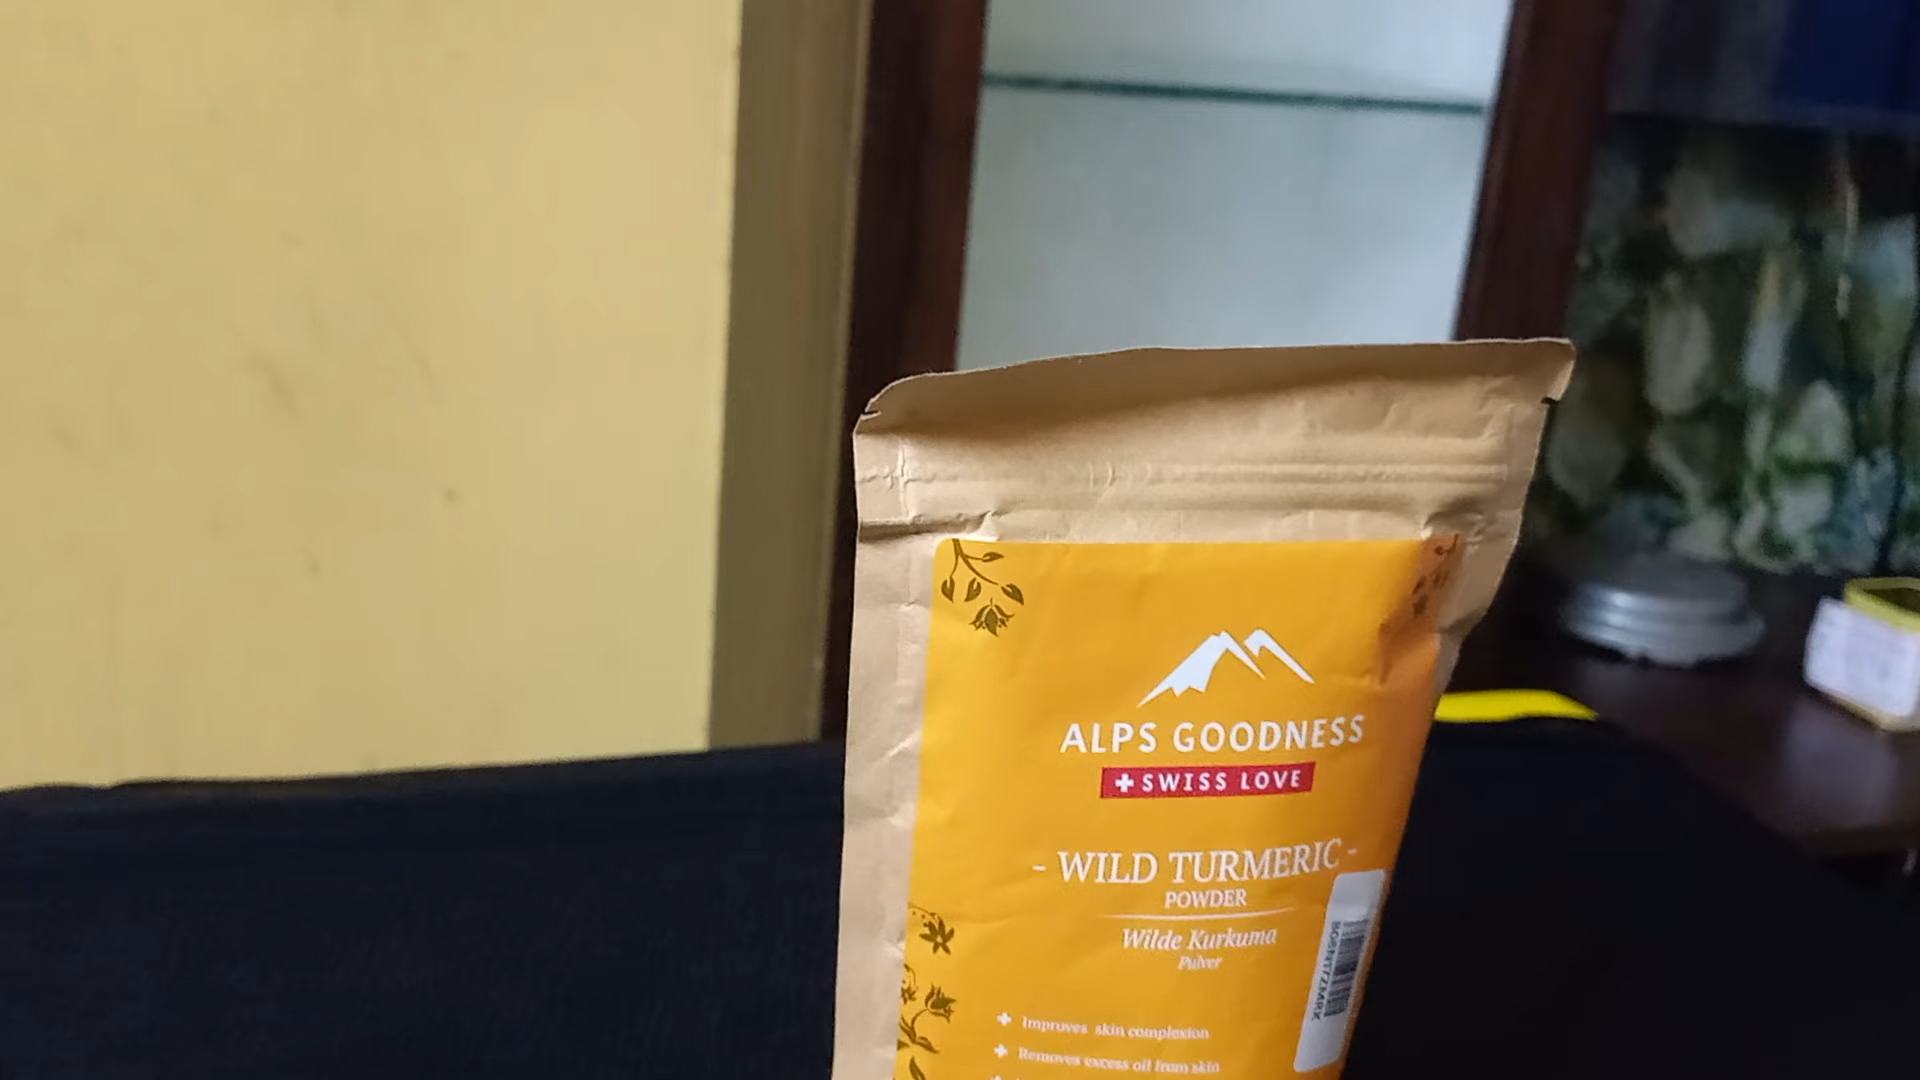 ALPS GOODNESS
SWISS LOVE
- WILD TURMERIC -
POWDER
Wilde Kurkuma
Pulver
Improves skin complexion
Removes excess oil from skin